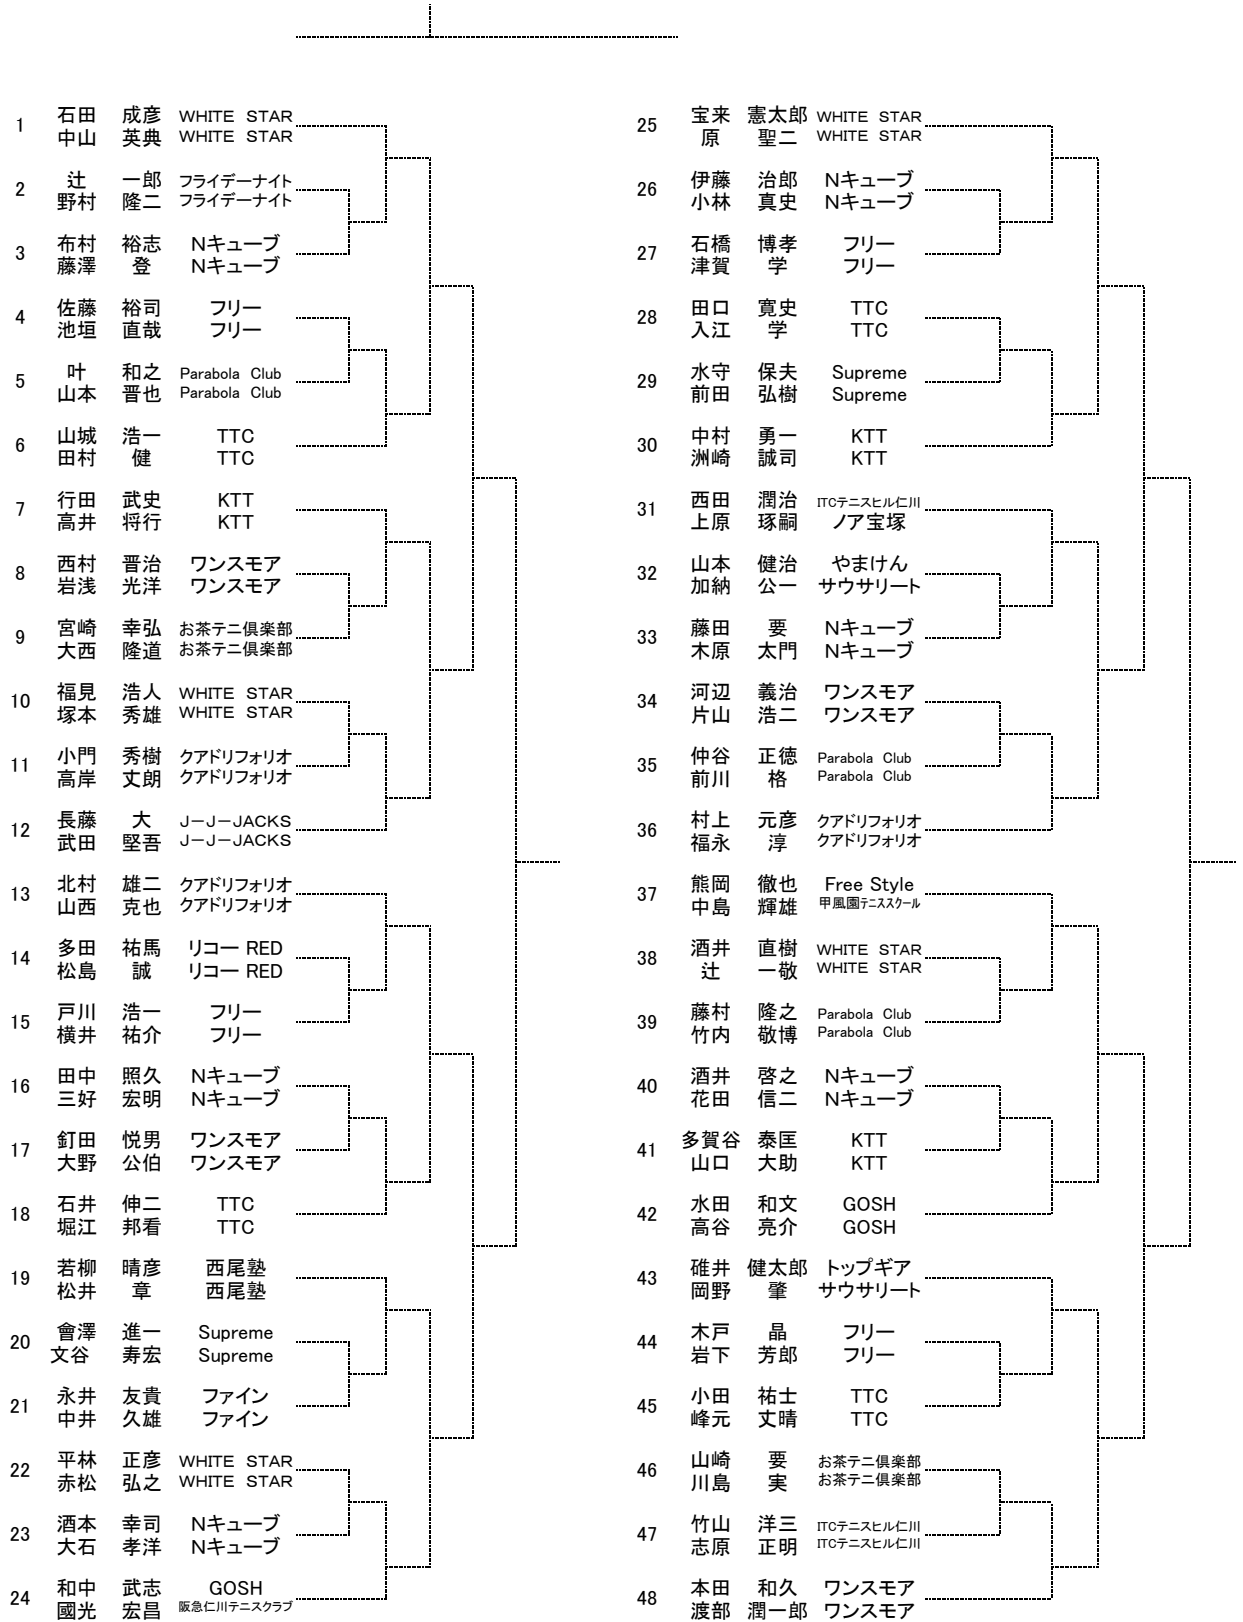 1 石田 成彦 WHITE STAR
中山 英典 WHITE STAR
2 辻 一郎 フライデーナイト
野村 隆二 フライデーナイト
3 布村 裕志 Nキューブ
藤澤 登 Nキューブ
4 佐藤 裕司 フリー
池垣 直哉 フリー
5 叶 和之 Parabola Club
山本 晋也 Parabola Club
6 山城 浩一 TTC
田村 健 TTC
7 行田 武史 KTT
高井 将行 KTT
8 西村 晋治 ワンスモア
岩浅 光洋 ワンスモア
9 宮崎 幸弘 お茶テニ倶楽部
大西 隆道 お茶テニ倶楽部
10 福見 浩人 WHITE STAR
塚本 秀雄 WHITE STAR
11 小門 秀樹 クアドリフォリオ
高岸 丈朗 クアドリフォリオ
12 長藤 大 J－J－JACKS
武田 堅吾 J－J－JACKS
13 北村 雄二 クアドリフォリオ
山西 克也 クアドリフォリオ
14 多田 祐馬 リコー RED
松島 誠 リコー RED
15 戸川 浩一 フリー
横井 祐介 フリー
16 田中 照久 Nキューブ
三好 宏明 Nキューブ
17 釘田 悦男 ワンスモア
大野 公伯 ワンスモア
18 石井 伸二 TTC
堀江 邦看 TTC
19 若柳 晴彦 西尾塾
松井 章 西尾塾
20 會澤 進一 Supreme
文谷 寿宏 Supreme
21 永井 友貴 ファイン
中井 久雄 ファイン
22 平林 正彦 WHITE STAR
赤松 弘之 WHITE STAR
23 酒本 幸司 Nキューブ
大石 孝洋 Nキューブ
24 和中 武志 GOSH
國光 宏昌 阪急仁川テニスクラブ
25 宝来 憲太郎 WHITE STAR
原 聖二 WHITE STAR
26 伊藤 治郎 Nキューブ
小林 真史 Nキューブ
27 石橋 博孝 フリー
津賀 学 フリー
28 田口 寛史 TTC
入江 学 TTC
29 水守 保夫 Supreme
前田 弘樹 Supreme
30 中村 勇一 KTT
洲崎 誠司 KTT
31 西田 潤治 ITCテニスヒル仁川
上原 琢嗣 ノア宝塚
32 山本 健治 やまけん
加納 公一 サウサリート
33 藤田 要 Nキューブ
木原 太門 Nキューブ
34 河辺 義治 ワンスモア
片山 浩二 ワンスモア
35 仲谷 正徳 Parabola Club
前川 格 Parabola Club
36 村上 元彦 クアドリフォリオ
福永 淳 クアドリフォリオ
37 熊岡 徹也 Free Style
中島 輝雄 甲風園テニススクール
38 酒井 直樹 WHITE STAR
辻 一敬 WHITE STAR
39 藤村 隆之 Parabola Club
竹内 敬博 Parabola Club
40 酒井 啓之 Nキューブ
花田 信二 Nキューブ
41 多賀谷 泰匡 KTT
山口 大助 KTT
42 水田 和文 GOSH
高谷 亮介 GOSH
43 碓井 健太郎 トップギア
岡野 肇 サウサリート
44 木戸 晶 フリー
岩下 芳郎 フリー
45 小田 祐士 TTC
峰元 丈晴 TTC
46 山崎 要 お茶テニ倶楽部
川島 実 お茶テニ倶楽部
47 竹山 洋三 ITCテニスヒル仁川
志原 正明 ITCテニスヒル仁川
48 本田 和久 ワンスモア
渡部 潤一郎 ワンスモア